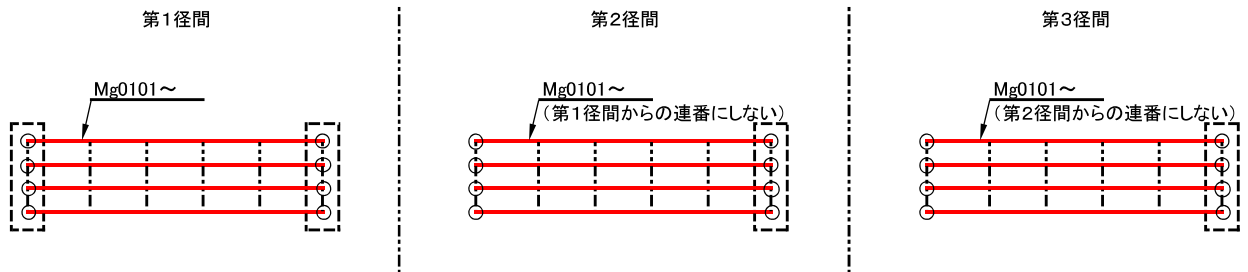 第1径間
Mg0101～
第2径間
Mg0101～
（第1径間からの連番にしない）
第3径間
Mg0101～
（第2径間からの連番にしない）